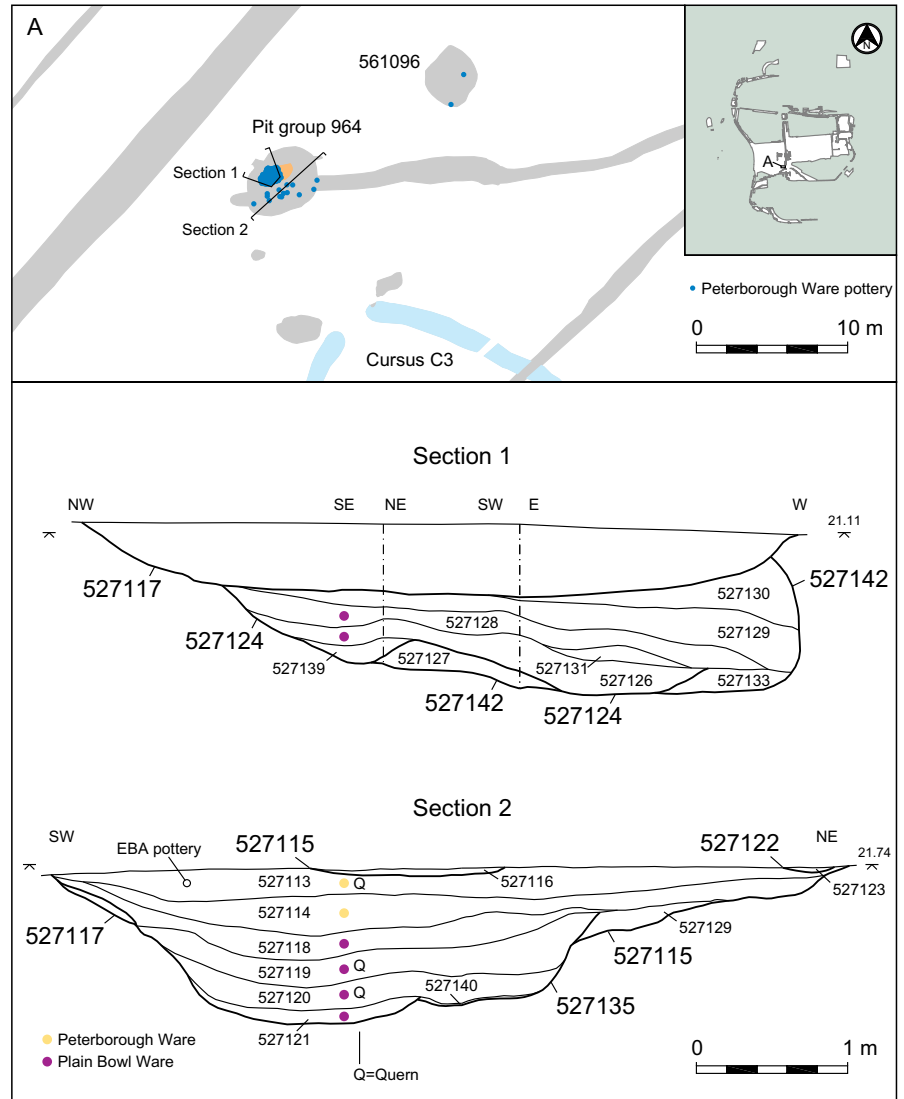 A
561096
N
Pit group 964
A
Section 1
Section 2
Peterborough Ware pottery
0 10 m
Cursus C3
Section 1
NW SE NE SW E W
21.11
527117
527142
527130
527128
527129
527124
527139
527127
527131
527126
527133
527142
527124
Section 2
SW NE
EBA pottery
527115
527122
21.74
527113 Q
527116
527123
527114
527129
527117
527118
527115
527119 Q
527120 Q
527140
527135
527121
Peterborough Ware
Plain Bowl Ware
Q=Quern
0 1 m